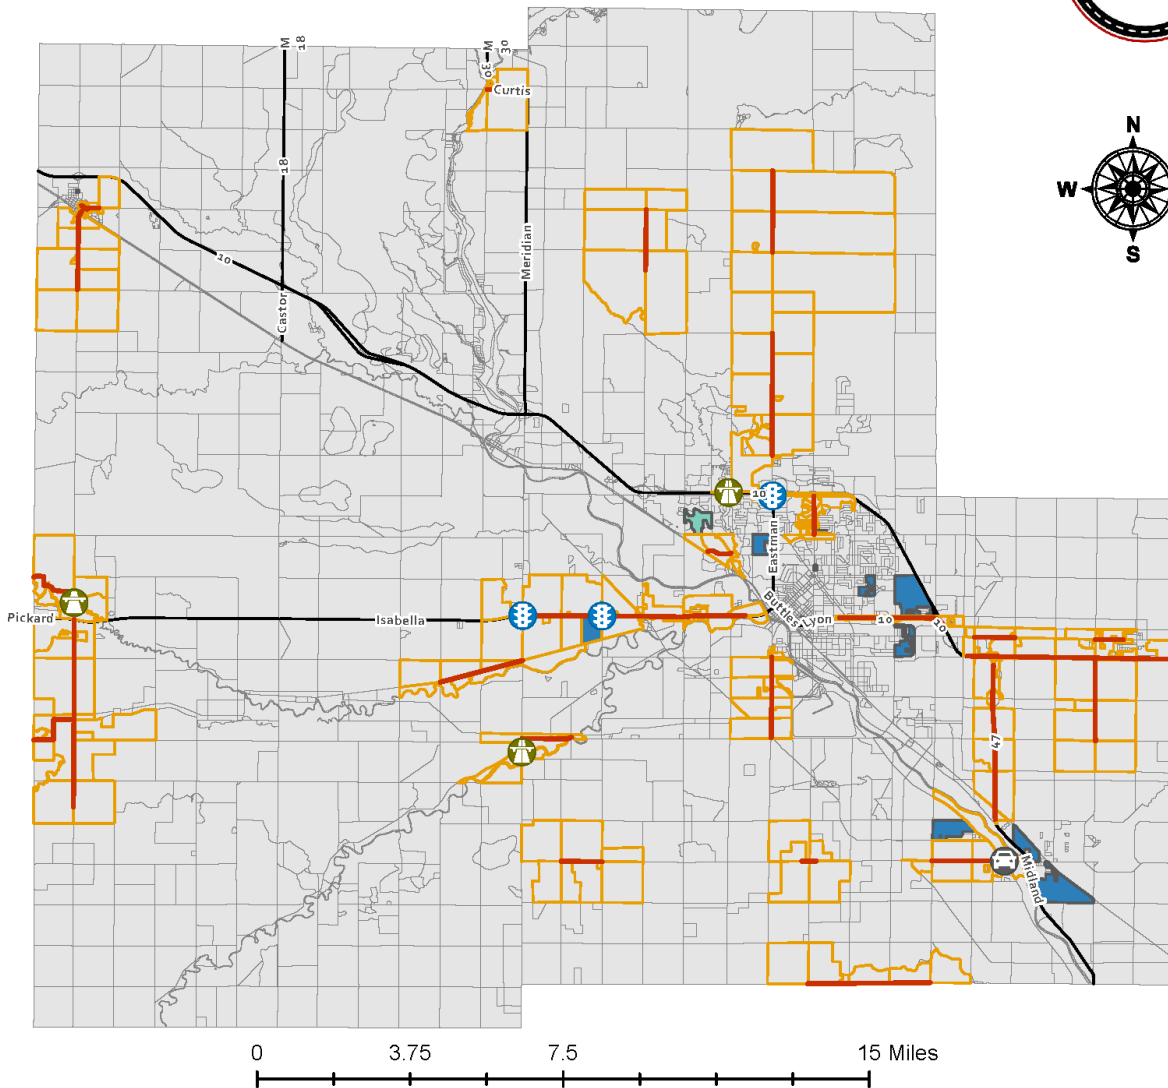 M
18
M
30
30
Curtis
N
W
S
18
Meridian
10
Castor
10
Eastman
Pickard
Isabella
Buttles
Lyon
10
10
47
Midland
0 3.75 7.5 15 Miles